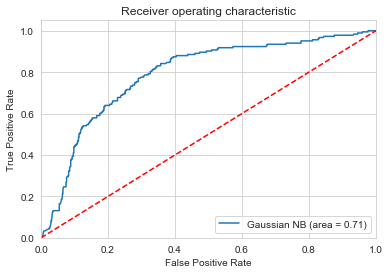 Receiver operating characteristic
True Positive Rate
1.0
0.8
0.6
0.4
0.2
0.0
Gaussian NB (area = 0.71)
0.0 0.2 0.4 0.6 0.8 1.0
False Positive Rate